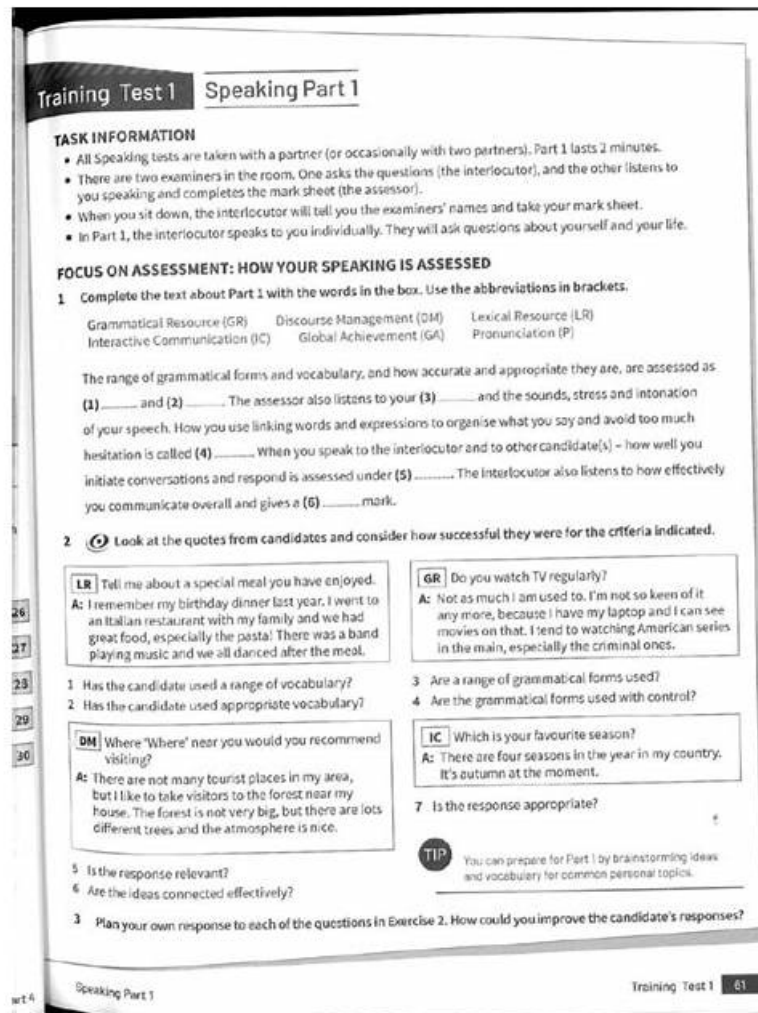 Training Test 1
Speaking Part 1
TASK INFORMATION
• All Speaking tests are taken with a partner (or occasionally with two partners). Part 1 lasts 2 minutes.
• There are two examiners in the room. One asks the questions (the interlocutor), and the other listens to
you speaking and completes the mark sheet (the assessor).
• When you sit down, the interlocutor will tell you the examiners' names and take your mark sheet.
• In Part 1, the interlocutor speaks to you individually. They will ask questions about yourself and your life.
FOCUS ON ASSESSMENT: HOW YOUR SPEAKING IS ASSESSED
1 Complete the text about Part 1 with the words in the box. Use the abbreviations in brackets.
Grammatical Resource (GR) Discourse Management (DM) Lexical Resource (LR)
Interactive Communication (IC) Global Achievement (GA) Pronunciation (P)
The range of grammatical forms and vocabulary, and how accurate and appropriate they are, are assessed as
(1) ______ and (2) ______. The assessor also listens to your (3) ______ and the sounds, stress and intonation
of your speech. How you use linking words and expressions to organise what you say and avoid too much
hesitation is called (4) ______. When you speak to the interlocutor and to other candidate(s) – how well you
initiate conversations and respond is assessed under (5) ______. The interlocutor also listens to how effectively
you communicate overall and gives a (6) ______ mark.
2 Look at the quotes from candidates and consider how successful they were for the criteria indicated.
LR Tell me about a special meal you have enjoyed.
A: I remember my birthday dinner last year. I went to
an Italian restaurant with my family and we had
great food, especially the pasta! There was a band
playing music and we all danced after the meal.
1 Has the candidate used a range of vocabulary?
2 Has the candidate used appropriate vocabulary?
DM Where 'Where' near you would you recommend
visiting?
A: There are not many tourist places in my area,
but I like to take visitors to the forest near my
house. The forest is not very big, but there are lots
different trees and the atmosphere is nice.
5 Is the response relevant?
6 Are the ideas connected effectively?
GR Do you watch TV regularly?
A: Not as much I am used to. I'm not so keen of it
any more, because I have my laptop and I can see
movies on that. I tend to watching American series
in the main, especially the criminal ones.
3 Are a range of grammatical forms used?
4 Are the grammatical forms used with control?
IC Which is your favourite season?
A: There are four seasons in the year in my country.
It's autumn at the moment.
7 Is the response appropriate?
TIP
You can prepare for Part 1 by brainstorming ideas
and vocabulary for common personal topics.
3 Plan your own response to each of the questions in Exercise 2. How could you improve the candidate's responses?
Speaking Part 1
Training Test 1 61
26
27
28
29
30
art 4